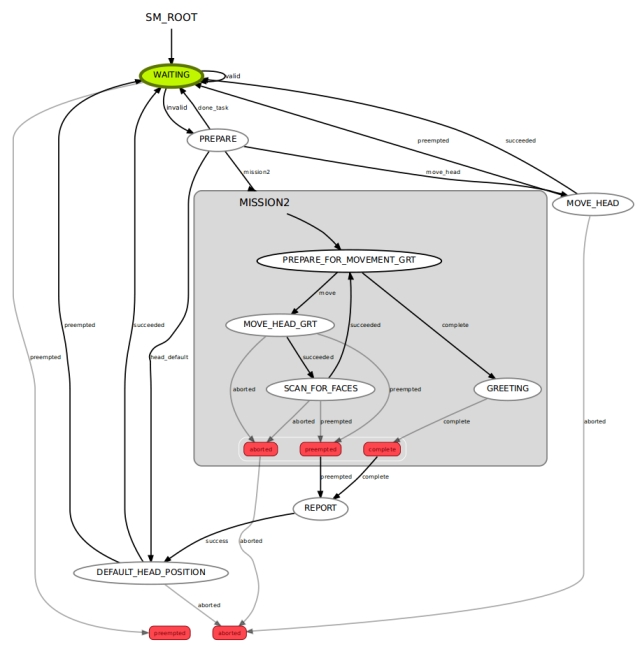 SM_ROOT
WAITING
valid
invalid
done_task
PREPARE
preempted
succeeded
mission2
move_head
MISSION2
MOVE_HEAD
PREPARE_FOR_MOVEMENT_GRT
move
MOVE_HEAD_GRT
preempted
succeeded
succeeded
complete
preempted
head_default
succeeded
SCAN_FOR_FACES
GREETING
aborted
preempted
aborted
preempted
complete
aborted
aborted
preempted
complete
preempted
complete
REPORT
success
aborted
DEFAULT_HEAD_POSITION
aborted
preempted
aborted